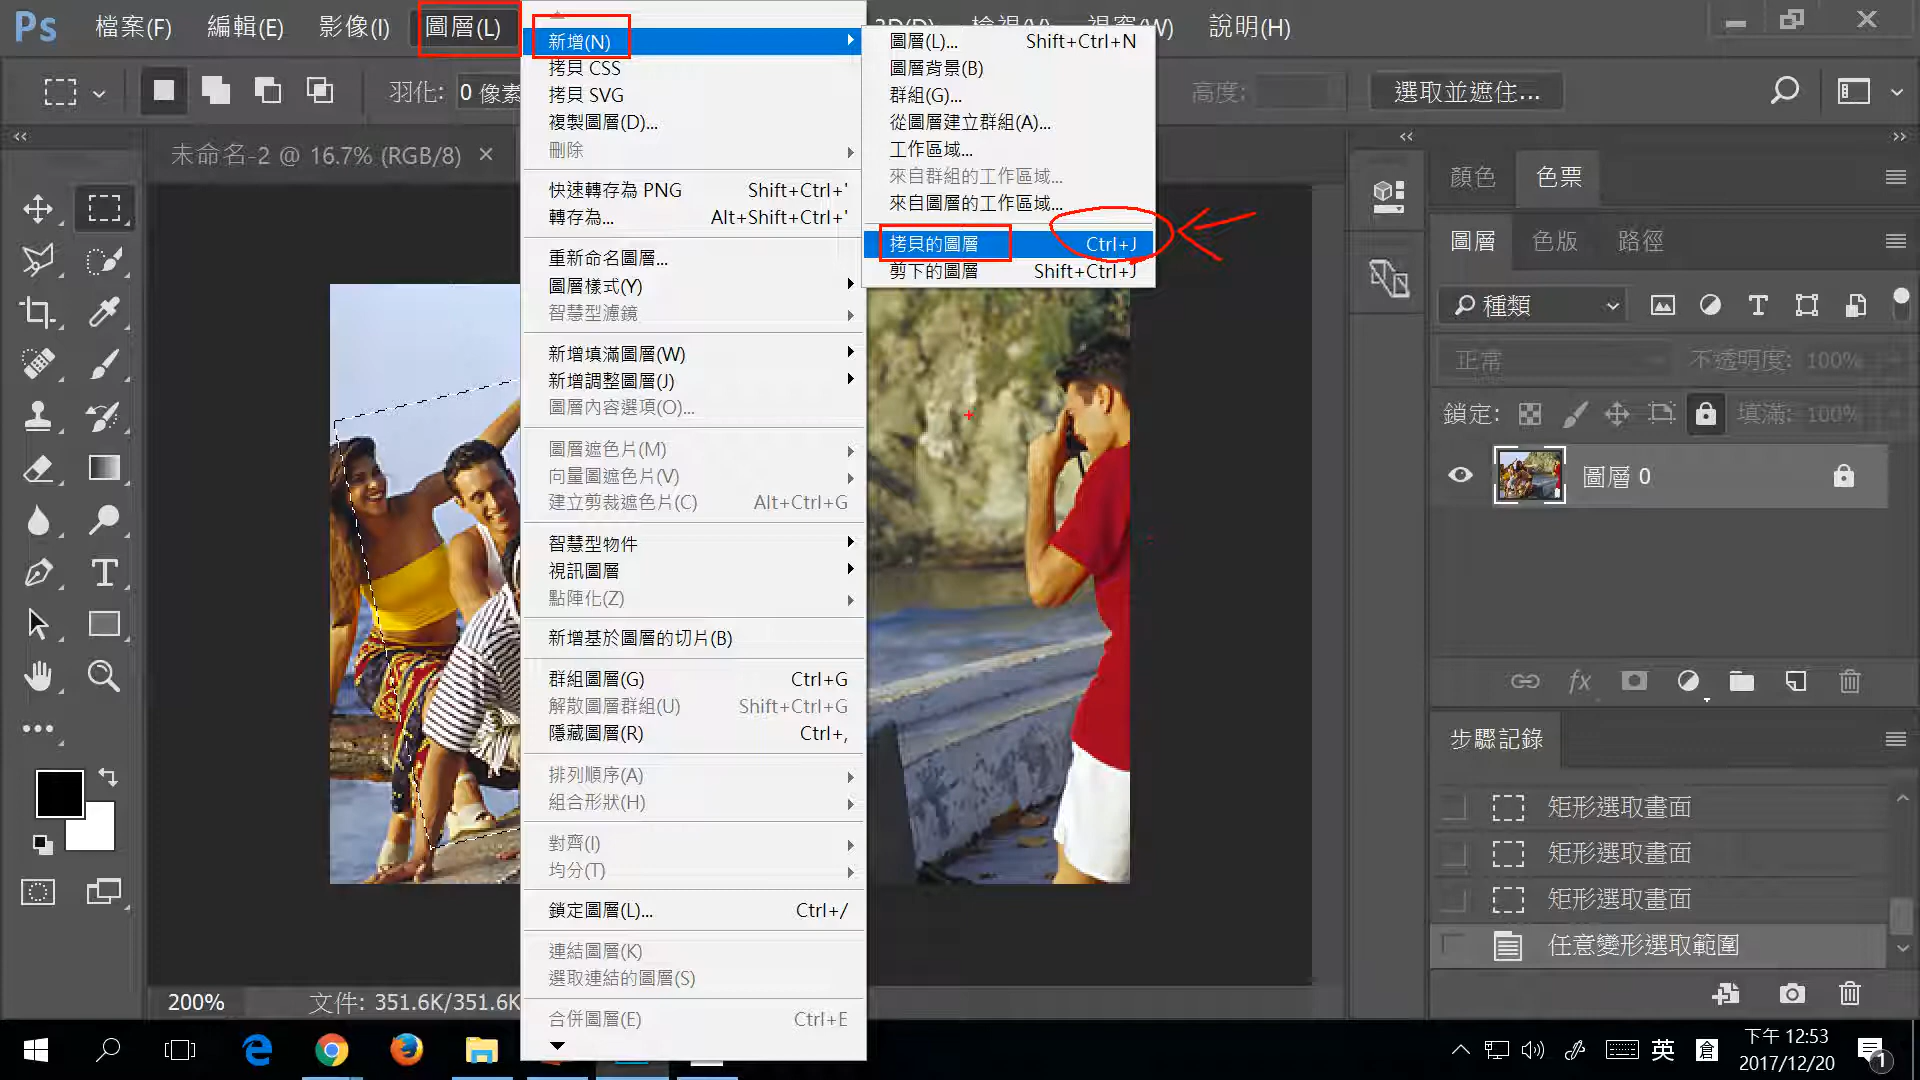 Ps 檔案(F) 編輯(E) 影像(I) 圖層(L) 3D(D) 檢視(V) 視窗(W) 說明(H)
羽化: 0 像素 高度: 選取並遮住...
未命名-2 @ 16.7% (RGB/8) ×
新增(N)
拷貝 CSS
拷貝 SVG
複製圖層(D)...
刪除
快速轉存為 PNG Shift+Ctrl+'
轉存為... Alt+Shift+Ctrl+'
重新命名圖層...
圖層樣式(Y)
智慧型濾鏡
新增填滿圖層(W)
新增調整圖層(J)
圖層內容選項(O)...
圖層遮色片(M)
向量圖遮色片(V)
建立剪裁遮色片(C) Alt+Ctrl+G
智慧型物件
視訊圖層
點陣化(Z)
新增基於圖層的切片(B)
群組圖層(G) Ctrl+G
解散圖層群組(U) Shift+Ctrl+G
隱藏圖層(R) Ctrl+,
排列順序(A)
組合形狀(H)
對齊(I)
均分(T)
鎖定圖層(L)... Ctrl+/
連結圖層(K)
選取連結的圖層(S)
合併圖層(E) Ctrl+E
圖層(L)... Shift+Ctrl+N
圖層背景(B)
群組(G)...
從圖層建立群組(A)...
工作區域...
來自群組的工作區域...
來自圖層的工作區域...
拷貝的圖層 Ctrl+J
剪下的圖層 Shift+Ctrl+J
顏色 色票
圖層 色版 路徑
種類
正常 不透明度: 100%
鎖定: 填滿: 100%
圖層 0
fx
步驟記錄
矩形選取畫面
矩形選取畫面
矩形選取畫面
任意變形選取範圍
200% 文件: 351.6K/351.6K
英 倉 下午 12:53
2017/12/20
1